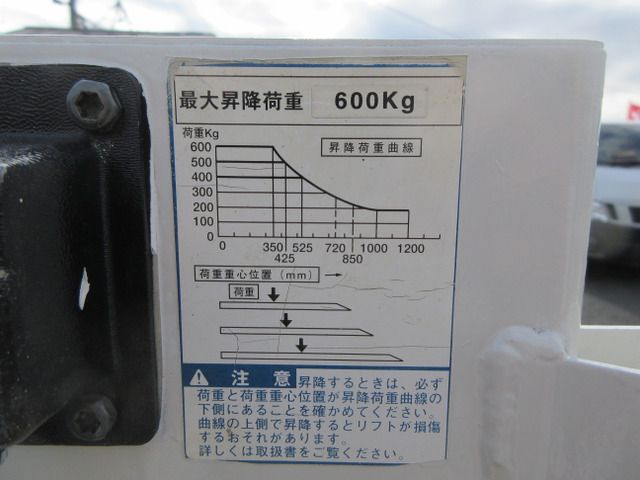 最大昇降荷重 600Kg
荷重Kg
昇降荷重曲線
600
500
400
300
200
100
0
0 350 525 720 1000 1200
425 850
荷重重心位置(mm) →
荷重
注意 昇降するときは、必ず
荷重と荷重重心位置が昇降荷重曲線の
下側にあることを確かめてください。
曲線の上側で昇降するとリフトが損傷
するおそれがあります。
詳しくは取扱書をご覧ください。